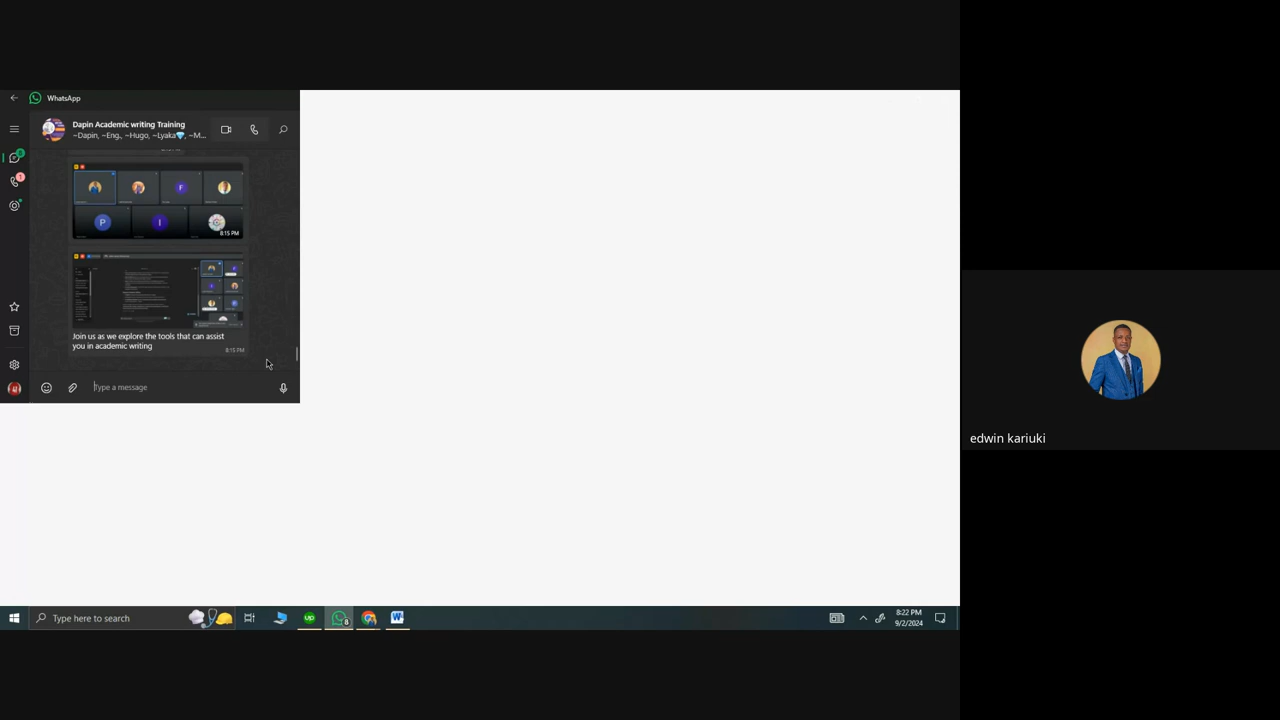 WhatsApp
Dapin Academic writing Training
~Dapin, ~Eng., ~Hugo, ~Lyaka💎, ~M...
P
F
P
I
8:15 PM
Join us as we explore the tools that can assist
you in academic writing
8:15 PM
Type a message
edwin kariuki
Type here to search
up
8
W
8:22 PM
9/2/2024